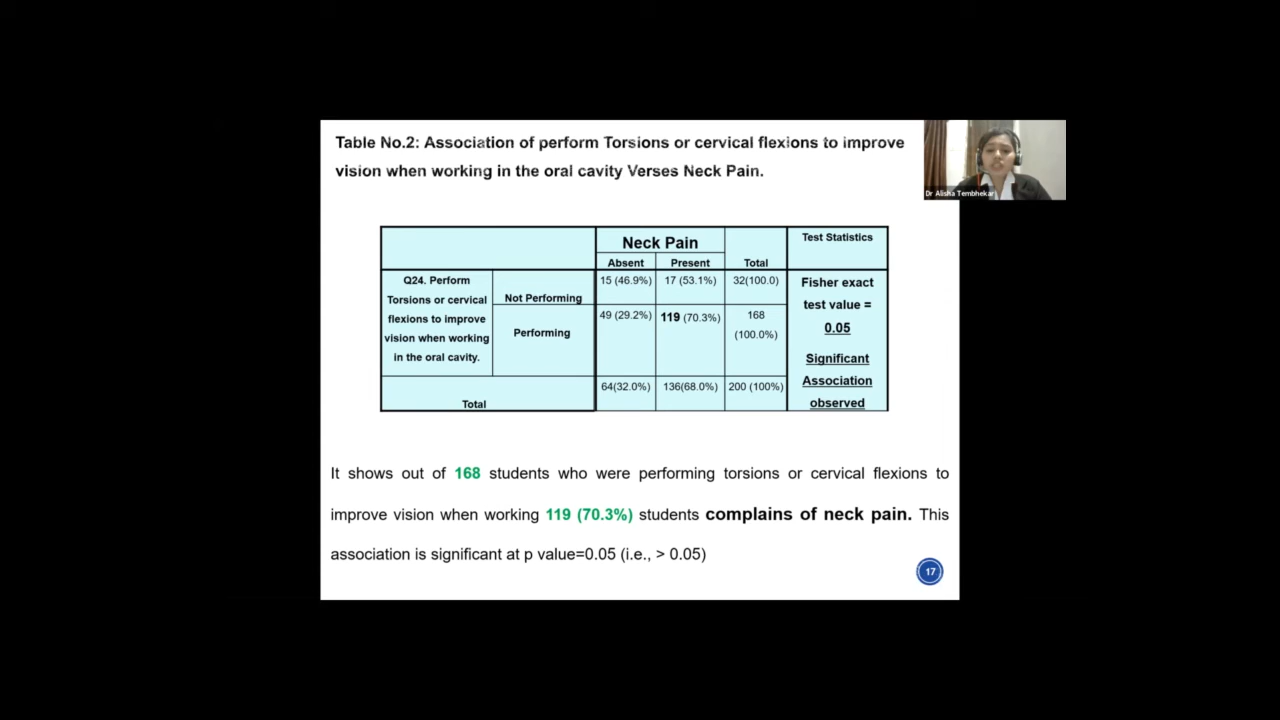 Table No.2: Association of perform Torsions or cervical flexions to improve
vision when working in the oral cavity Verses Neck Pain.
Dr Alisha Tembhekar
Neck Pain
Test Statistics
Absent
Present
Total
Q24. Perform
Torsions or cervical
flexions to improve
vision when working
in the oral cavity.
Not Performing
15 (46.9%)
17 (53.1%)
32(100.0)
Performing
49 (29.2%)
119 (70.3%)
168
(100.0%)
Fisher exact
test value =
0.05
Significant
Association
observed
Total
64(32.0%)
136(68.0%)
200 (100%)
It shows out of 168 students who were performing torsions or cervical flexions to
improve vision when working 119 (70.3%) students complains of neck pain. This
association is significant at p value=0.05 (i.e., > 0.05)
17